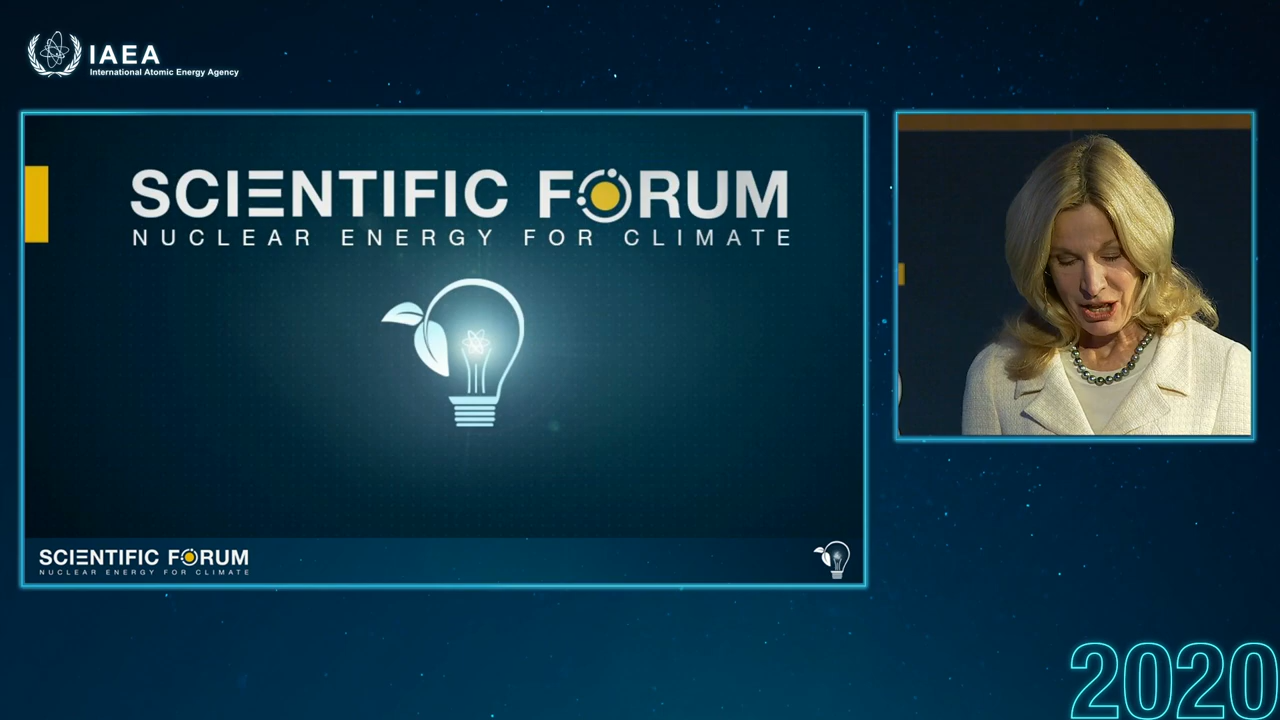 IAEA
International Atomic Energy Agency
SCIENTIFIC FORUM
NUCLEAR ENERGY FOR CLIMATE
SCIENTIFIC FORUM
NUCLEAR ENERGY FOR CLIMATE
2020